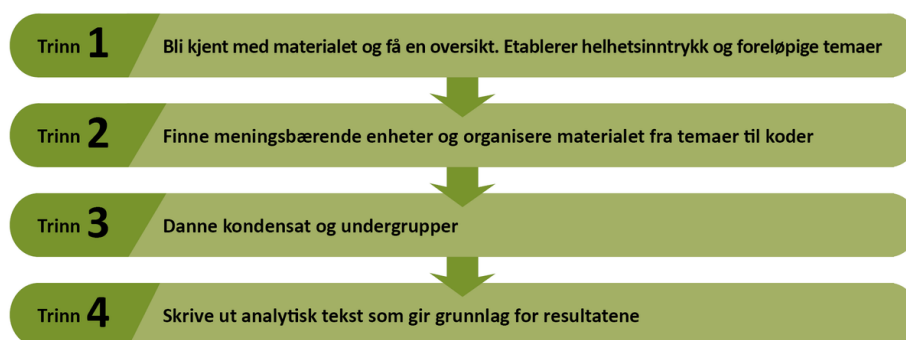 Trinn 1 Bli kjent med materialet og få en oversikt. Etablerer helhetsinntrykk og foreløpige temaer
Trinn 2 Finne meningsbærende enheter og organisere materialet fra temaer til koder
Trinn 3 Danne kondensat og undergrupper
Trinn 4 Skrive ut analytisk tekst som gir grunnlag for resultatene